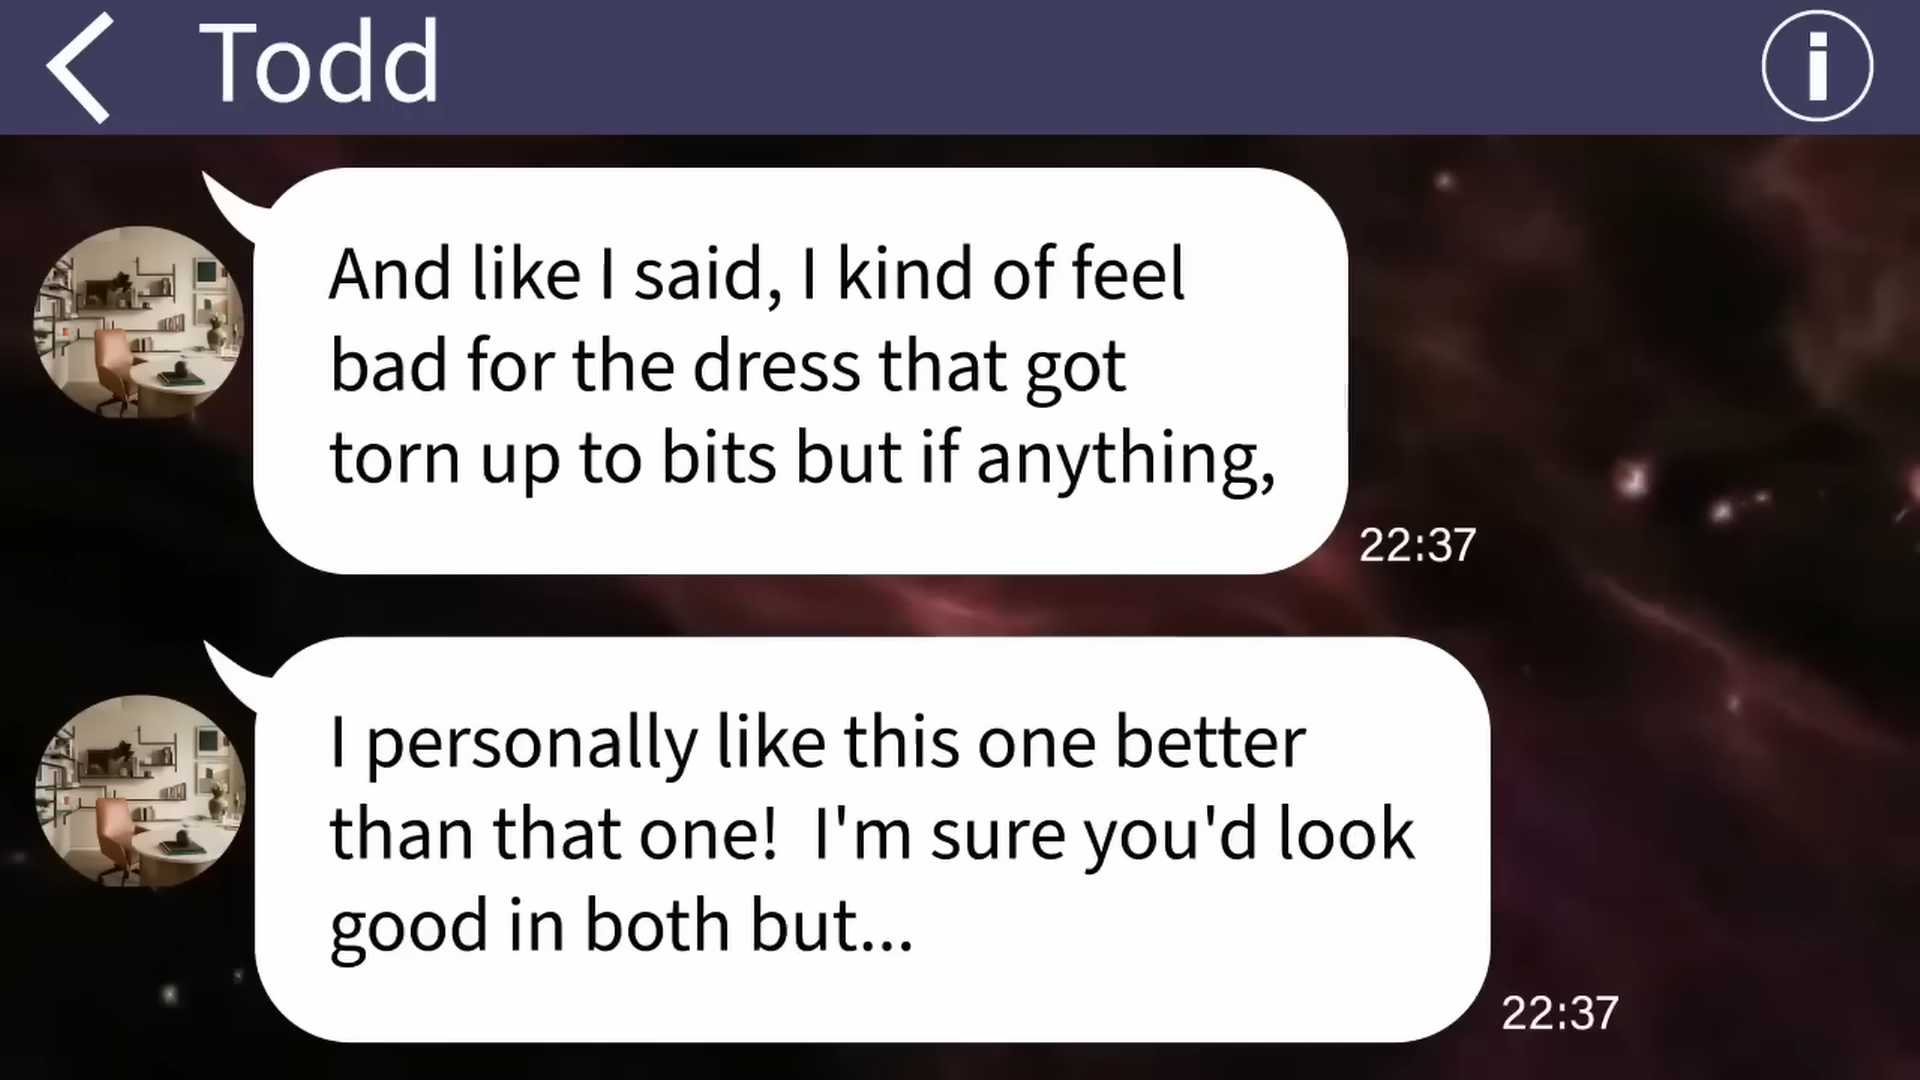 Todd
And like I said, I kind of feel
bad for the dress that got
torn up to bits but if anything,
22:37
I personally like this one better
than that one!  I'm sure you'd look
good in both but...
22:37